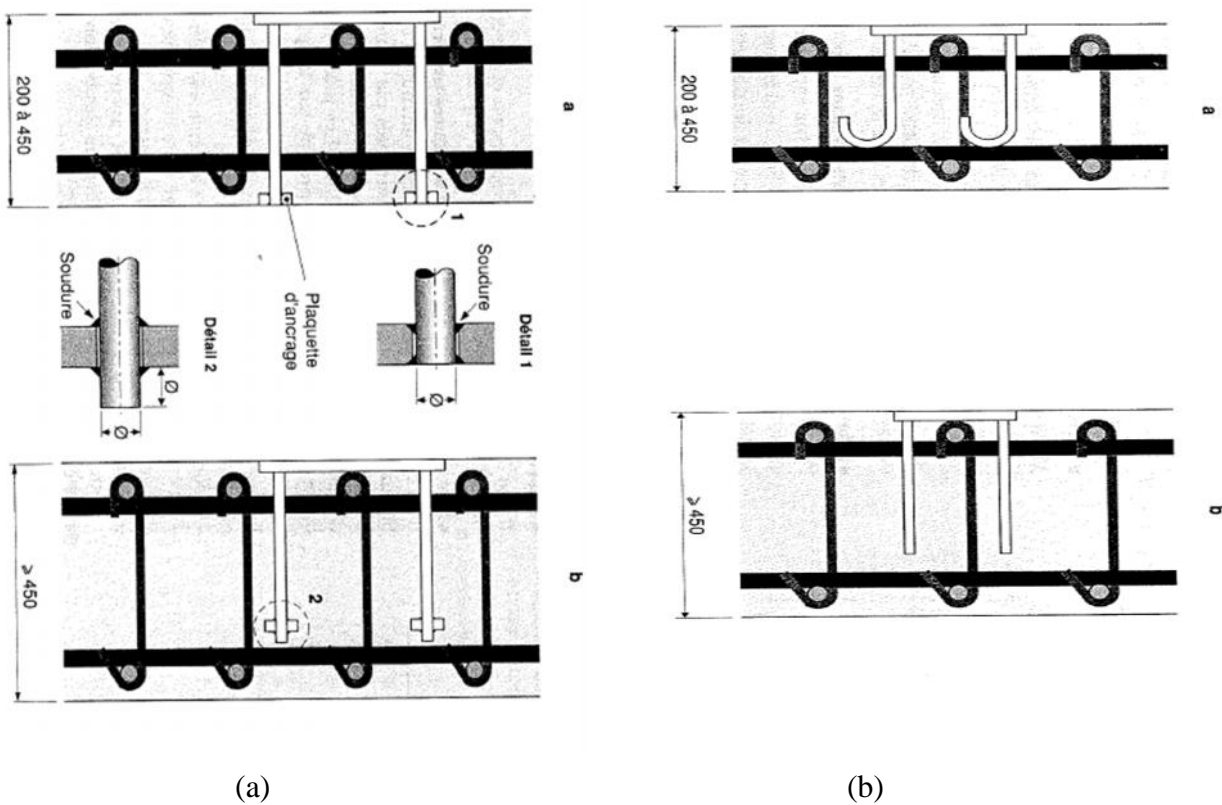 200 à 450
a
1
Soudure
Détail 1
Ø
Plaquette
d'ancrage
Soudure
Détail 2
Ø
Ø
⩾ 450
b
2
(a)
200 à 450
a
⩾ 450
b
(b)